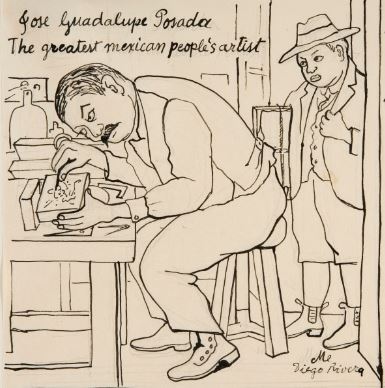 Jose Guadalupe Posada
The greatest mexican people's artist
Me
Diego Rivera